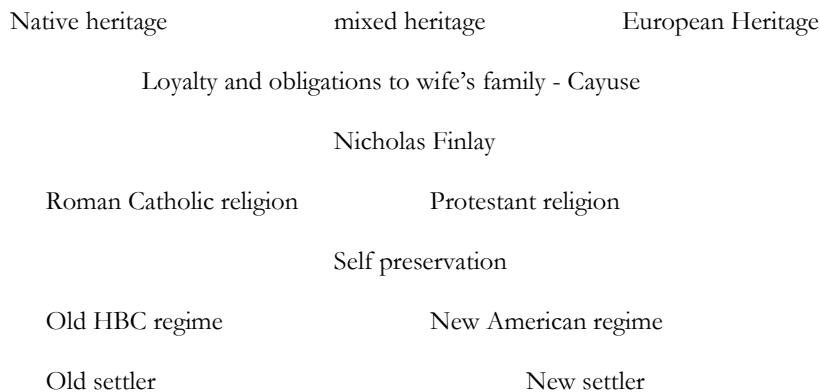 Native heritage mixed heritage European Heritage
Loyalty and obligations to wife’s family - Cayuse
Nicholas Finlay
Roman Catholic religion Protestant religion
Self preservation
Old HBC regime New American regime
Old settler New settler